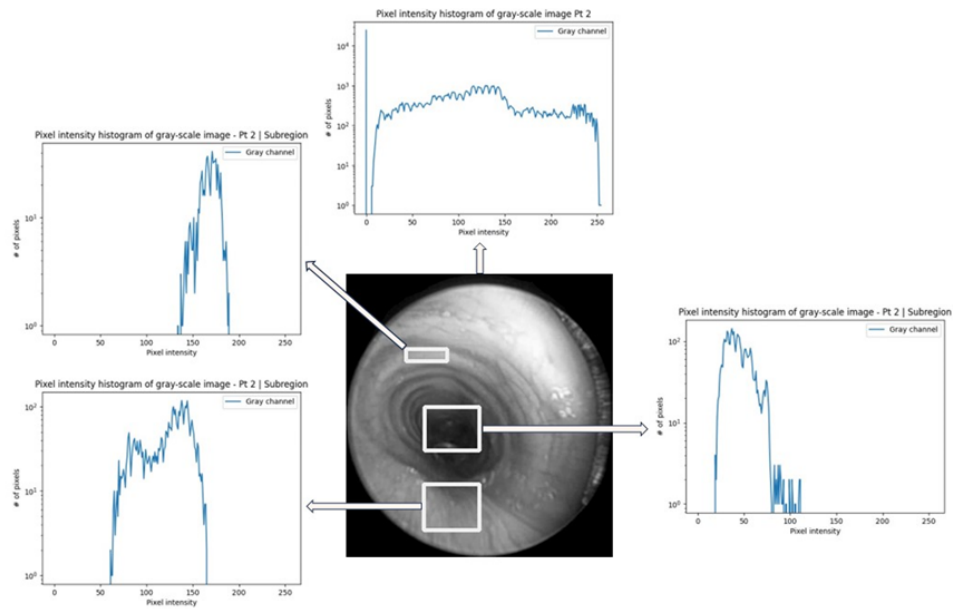 Pixel intensity histogram of gray-scale image Pt 2
Gray channel
# of pixels
10⁴
10³
10²
10¹
10⁰
0 50 100 150 200 250
Pixel intensity
Pixel intensity histogram of gray-scale image - Pt 2 | Subregion
Gray channel
# of pixels
10¹
10⁰
0 50 100 150 200 250
Pixel intensity
Pixel intensity histogram of gray-scale image - Pt 2 | Subregion
Gray channel
# of pixels
10²
10¹
10⁰
0 50 100 150 200 250
Pixel intensity
Pixel intensity histogram of gray-scale image - Pt 2 | Subregion
Gray channel
# of pixels
10²
10¹
10⁰
0 50 100 150 200 250
Pixel intensity